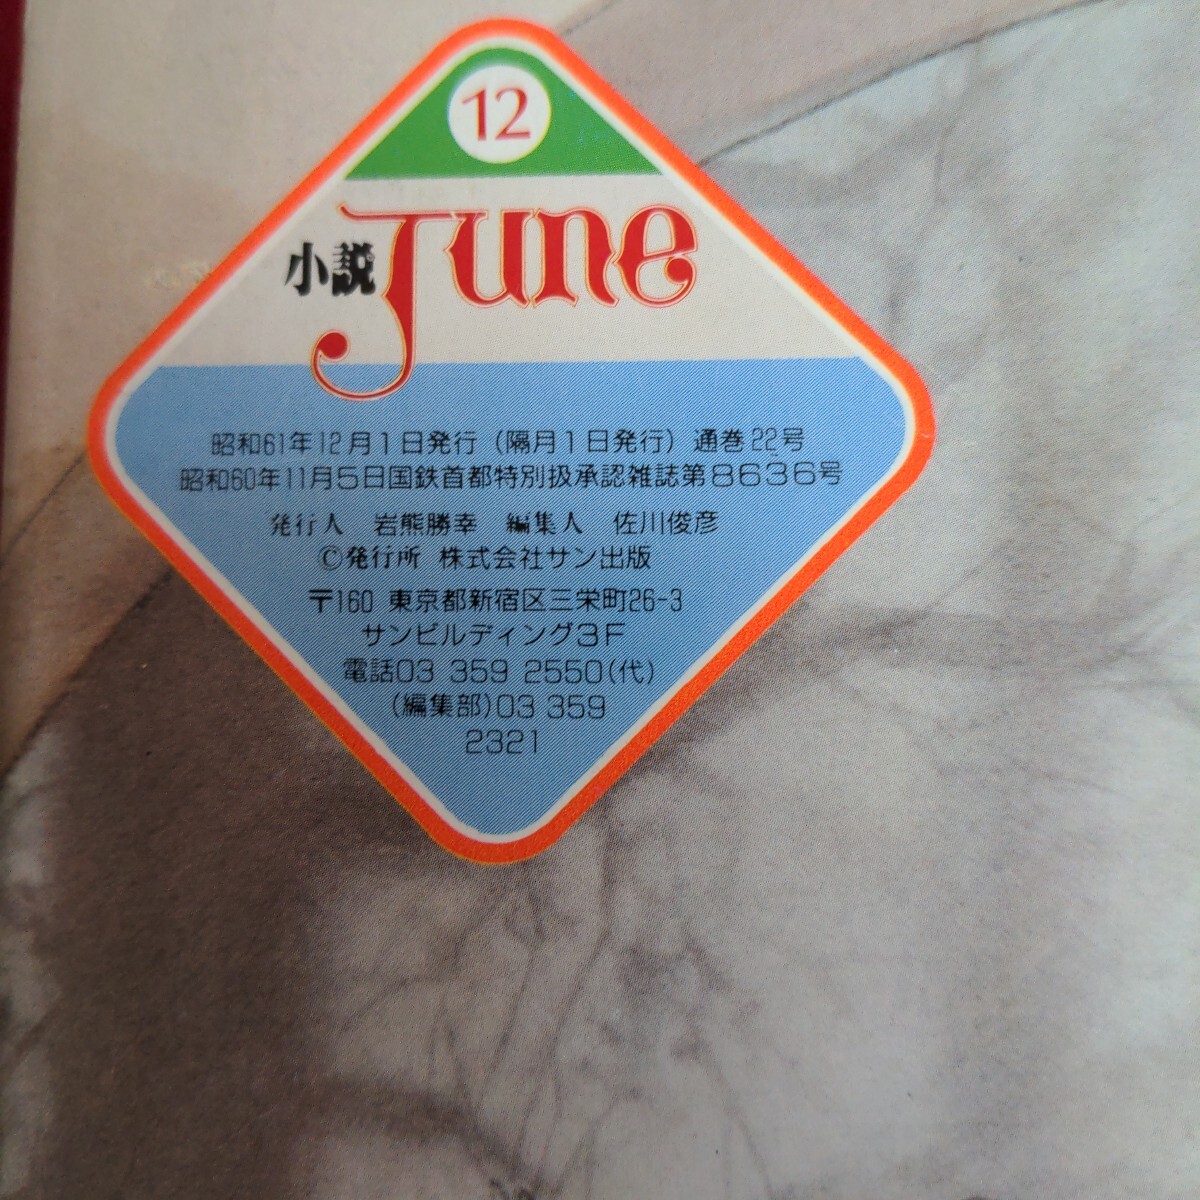 12
小説 June
昭和61年12月1日発行（隔月1日発行）通巻22号
昭和60年11月5日国鉄首都特別扱承認雑誌第8636号
発行人 岩熊勝幸 編集人 佐川俊彦
©発行所 株式会社サン出版
〒160 東京都新宿区三栄町26-3
サンビルディング3F
電話03 359 2550(代)
(編集部)03 359
2321